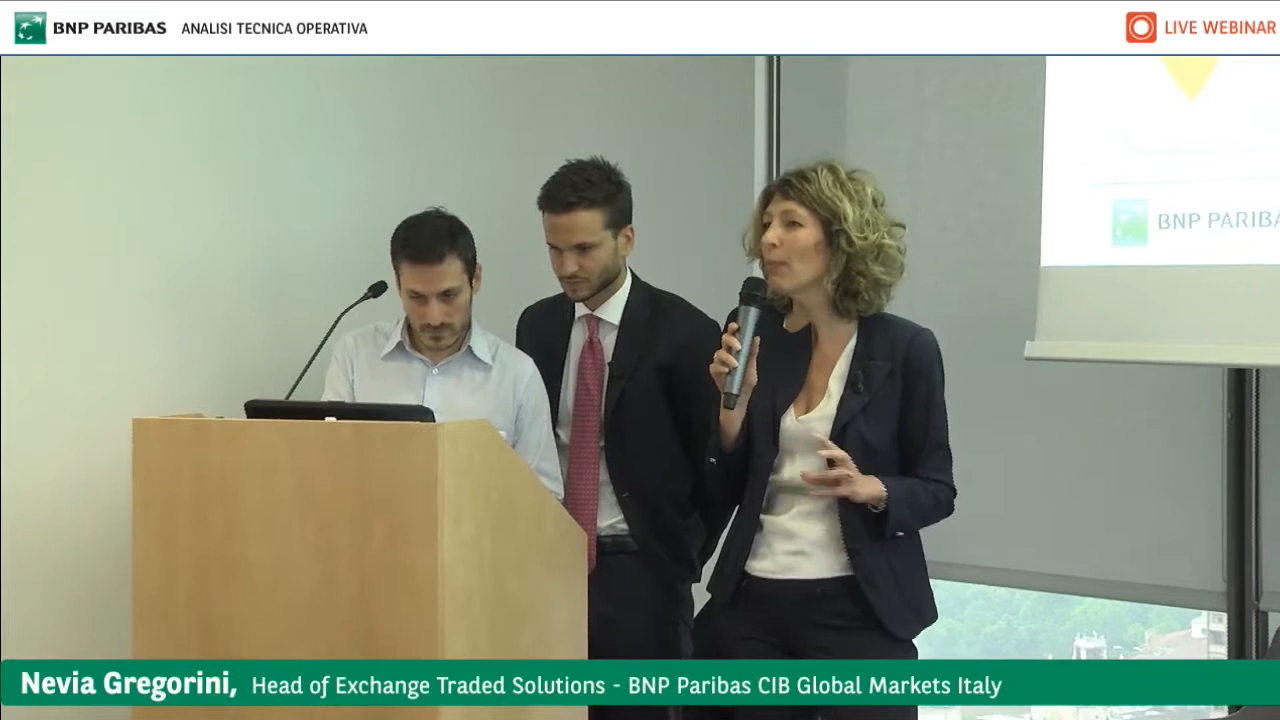 BNP PARIBAS ANALISI TECNICA OPERATIVA
LIVE WEBINAR
BNP PARIBA
Nevia Gregorini, Head of Exchange Traded Solutions - BNP Paribas CIB Global Markets Italy